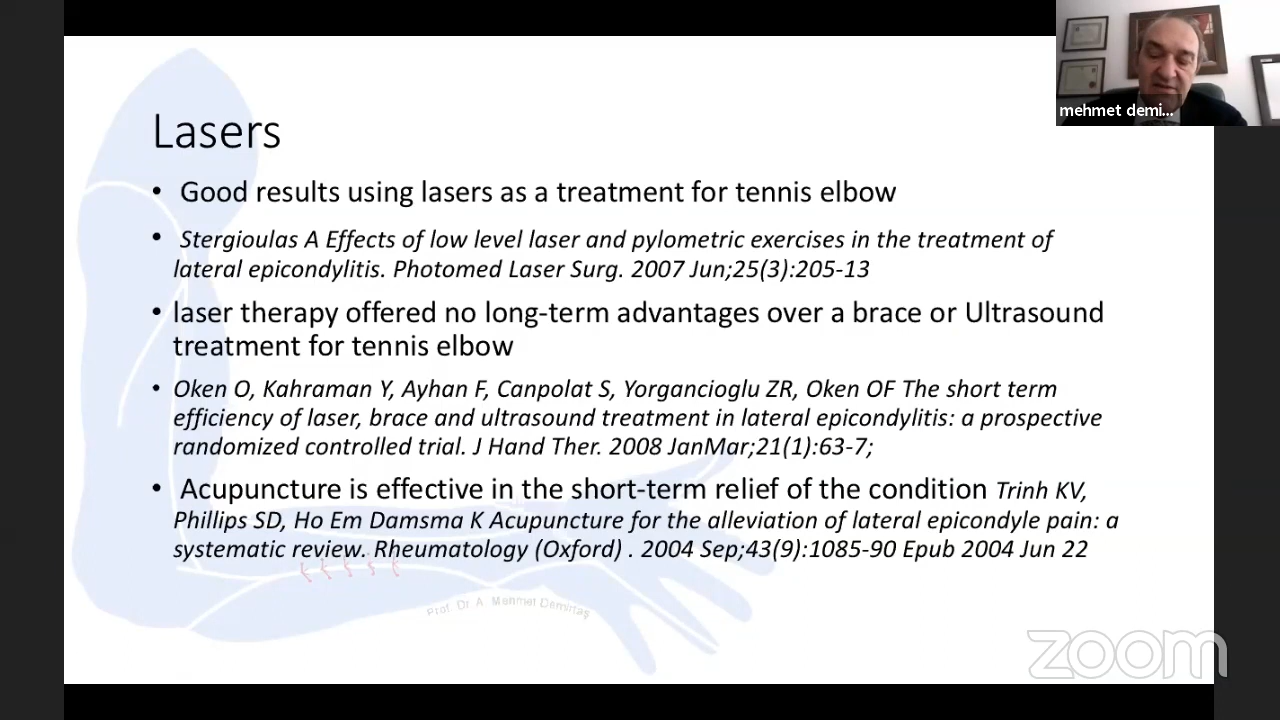 mehmet demi...
Lasers
• Good results using lasers as a treatment for tennis elbow
• Stergioulas A Effects of low level laser and pylometric exercises in the treatment of
lateral epicondylitis. Photomed Laser Surg. 2007 Jun;25(3):205-13
• laser therapy offered no long-term advantages over a brace or Ultrasound
treatment for tennis elbow
• Oken O, Kahraman Y, Ayhan F, Canpolat S, Yorgancioglu ZR, Oken OF The short term
efficiency of laser, brace and ultrasound treatment in lateral epicondylitis: a prospective
randomized controlled trial. J Hand Ther. 2008 JanMar;21(1):63-7;
• Acupuncture is effective in the short-term relief of the condition Trinh KV,
Phillips SD, Ho Em Damsma K Acupuncture for the alleviation of lateral epicondyle pain: a
systematic review. Rheumatology (Oxford) . 2004 Sep;43(9):1085-90 Epub 2004 Jun 22
Prof. Dr. A. Mehmet Demirtaş
zoom